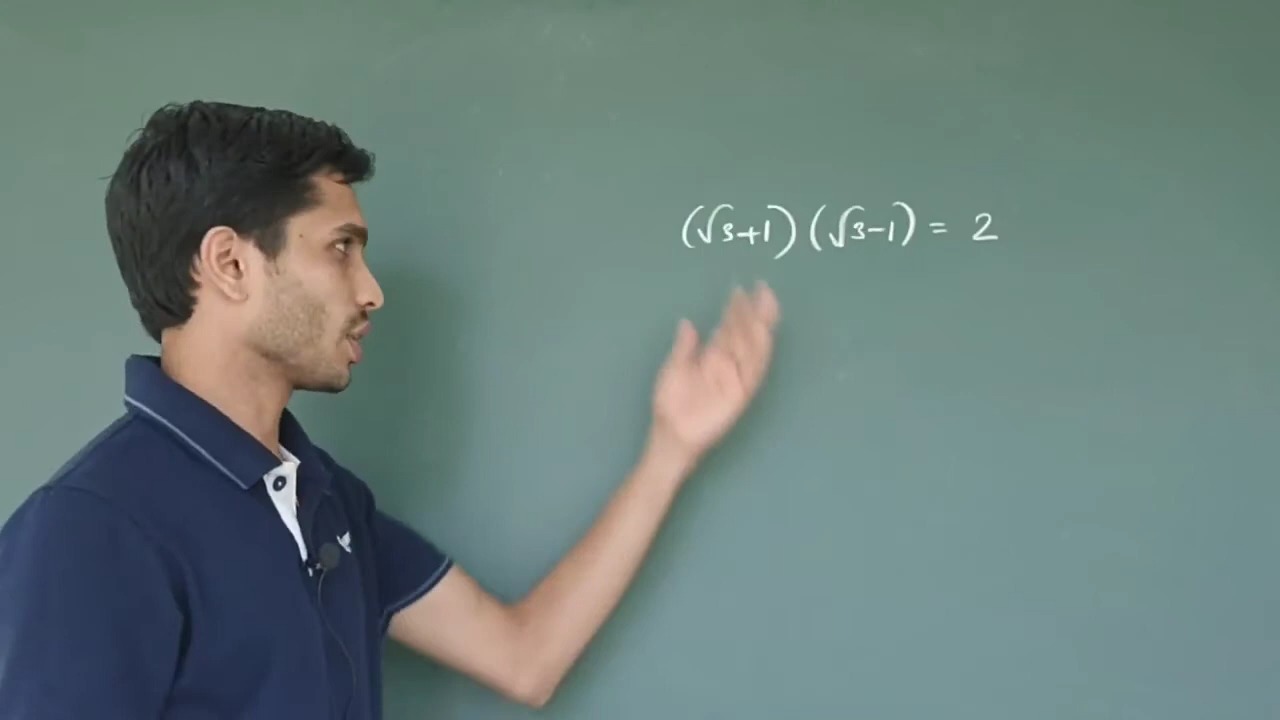 (√3+1)(√3-1) = 2